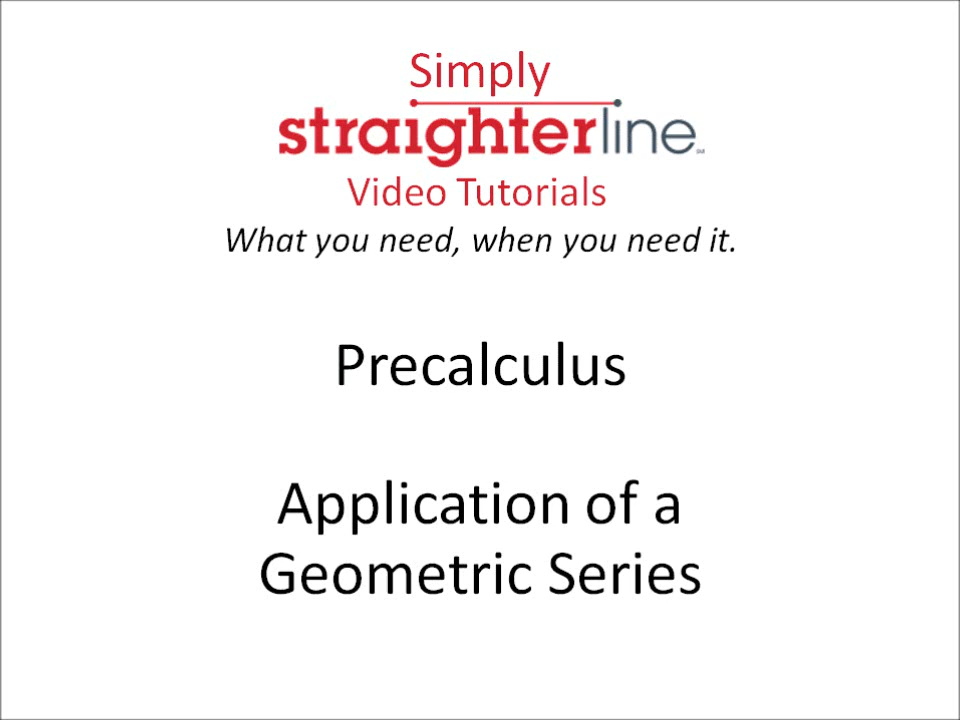 Simply
straighterline
Video Tutorials
What you need, when you need it.
Precalculus
Application of a
Geometric Series